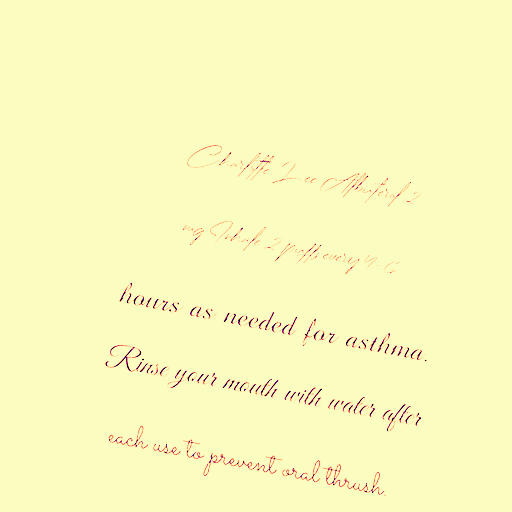 Charlotte Lee Albuterol 2
mg Inhale 2 puffs every 4-6
hours as needed for asthma.
Rinse your mouth with water after
each use to prevent oral thrush.